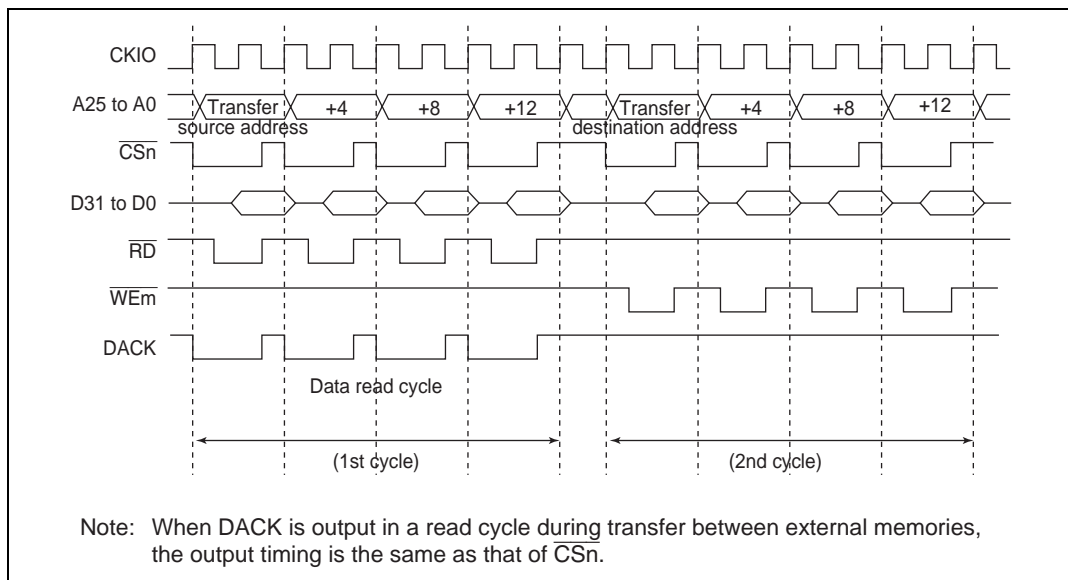 CKIO
A25 to A0
Transfer +4 +8 +12 Transfer +4 +8 +12
source address destination address
CSn
D31 to D0
RD
WEm
DACK
Data read cycle
(1st cycle) (2nd cycle)
Note: When DACK is output in a read cycle during transfer between external memories,
the output timing is the same as that of CSn.